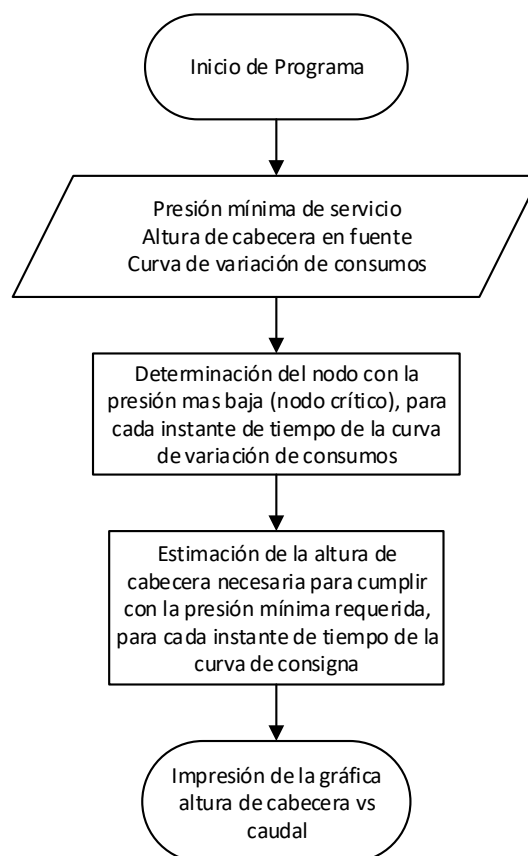 Inicio de Programa
Presión mínima de servicio
Altura de cabecera en fuente
Curva de variación de consumos
Determinación del nodo con la
presión mas baja (nodo crítico), para
cada instante de tiempo de la curva
de variación de consumos
Estimación de la altura de
cabecera necesaria para cumplir
con la presión mínima requerida,
para cada instante de tiempo de la
curva de consigna
Impresión de la gráfica
altura de cabecera vs
caudal